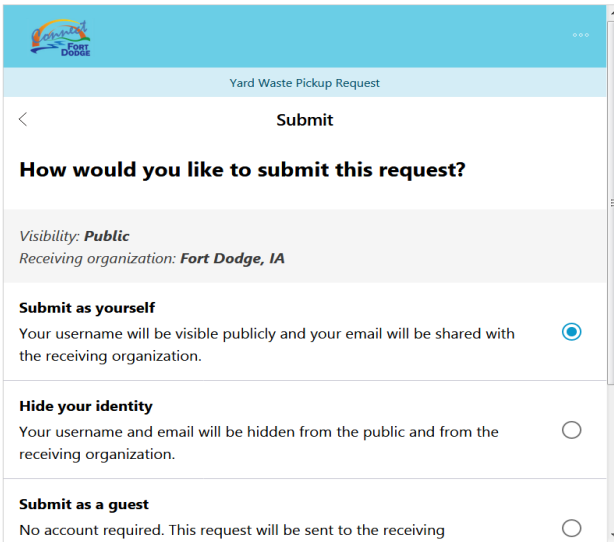 Connect
FORT
DODGE
Yard Waste Pickup Request
Submit
How would you like to submit this request?
Visibility: Public
Receiving organization: Fort Dodge, IA
Submit as yourself
Your username will be visible publicly and your email will be shared with
the receiving organization.
Hide your identity
Your username and email will be hidden from the public and from the
receiving organization.
Submit as a guest
No account required. This request will be sent to the receiving